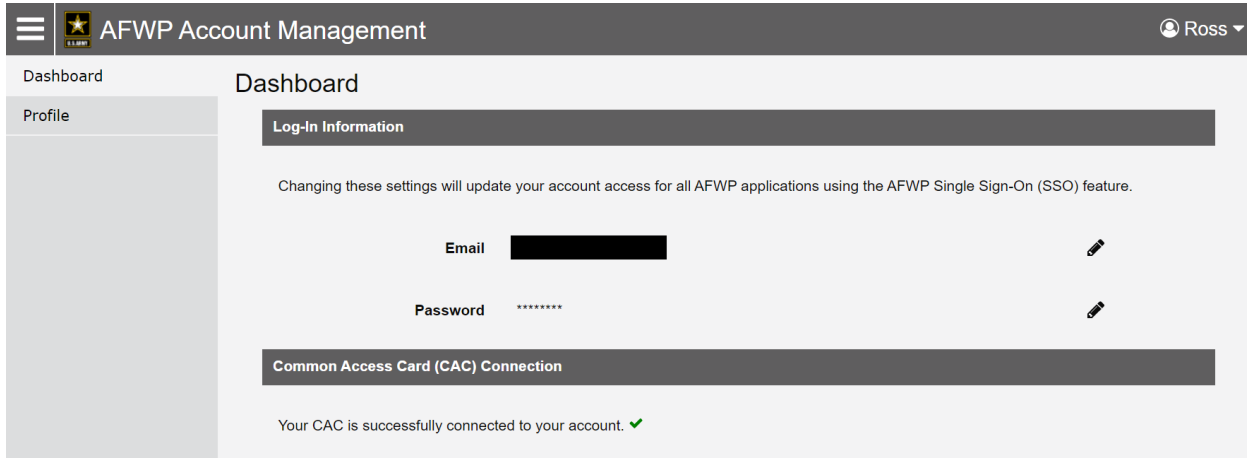 AFWP Account Management
Ross
Dashboard
Profile
Dashboard
Log-In Information
Changing these settings will update your account access for all AFWP applications using the AFWP Single Sign-On (SSO) feature.
Email
Password ********
Common Access Card (CAC) Connection
Your CAC is successfully connected to your account.